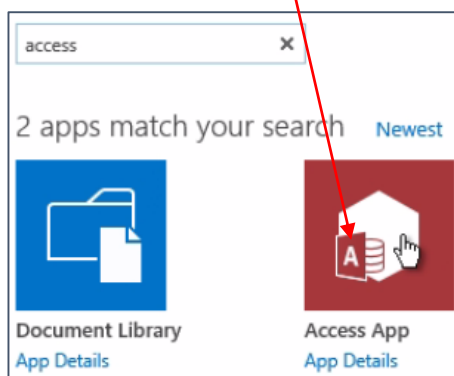 access ×
2 apps match your search Newest
A
Document Library Access App
App Details App Details